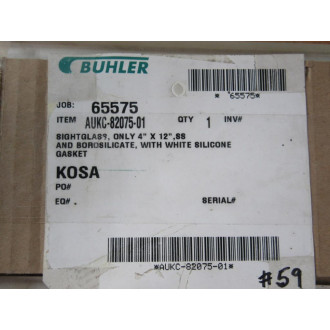 BUHLER
* 65575*
JOB: 65575
ITEM AUKC-82075-01 QTY 1 INV#
SIGHTGLASS, ONLY 4" X 12",SS
AND BOROSILICATE, WITH WHITE SILICONE
GASKET
KOSA
PO#
EQ#. SERIAL#
*AUKC-82075-01*
#59